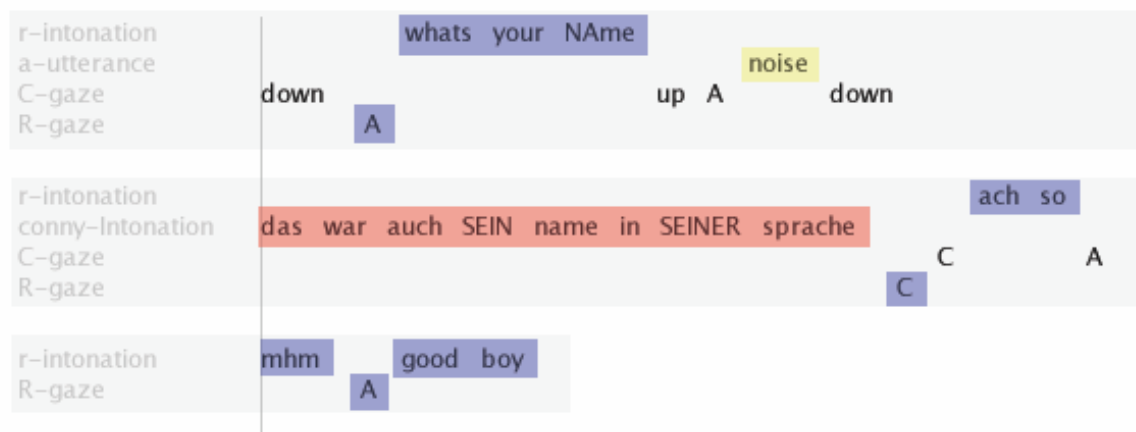 r-intonation whats your NAme
a-utterance noise
C-gaze down up A down
R-gaze A
r-intonation ach so
conny-Intonation das war auch SEIN name in SEINER sprache
C-gaze C A
R-gaze C
r-intonation mhm good boy
R-gaze A